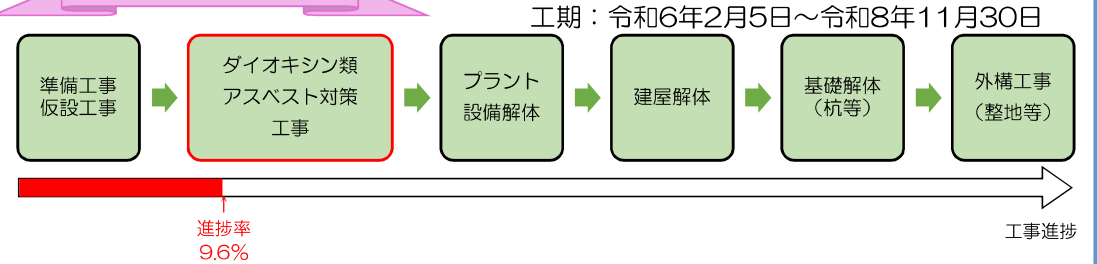 工期：令和6年2月5日～令和8年11月30日
準備工事
仮設工事
ダイオキシン類
アスベスト対策
工事
プラント
設備解体
建屋解体
基礎解体
（杭等）
外構工事
（整地等）
進捗率
9.6%
工事進捗